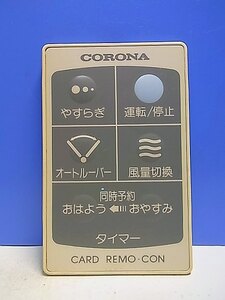 CORONA
やすらぎ 運転/停止
オートルーバー 風量切換
同時予約
おはよう おやすみ
タイマー
CARD REMO-CON